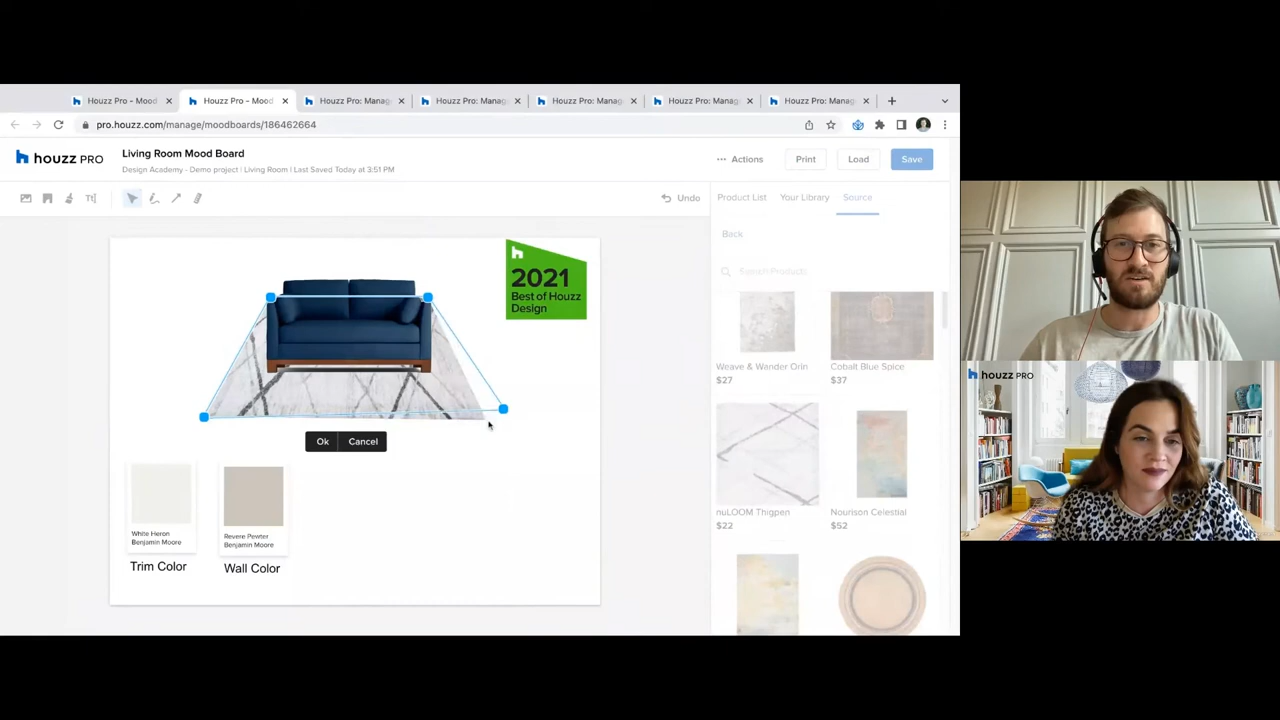 Houzz Pro - Mood
Houzz Pro - Mood
Houzz Pro: Manag
Houzz Pro: Manag
Houzz Pro: Manag
Houzz Pro: Manag
Houzz Pro: Manag
pro.houzz.com/manage/moodboards/186462664
houzz PRO
Living Room Mood Board
Design Academy - Demo project | Living Room | Last Saved Today at 3:51 PM
Actions
Print
Load
Save
Undo
Product List
Your Library
Source
Back
Search Products
2021
Best of Houzz
Design
Weave & Wander Orin
$27
Cobalt Blue Spice
$37
nuLOOM Thigpen
$22
Nourison Celestial
$52
Ok
Cancel
White Heron
Benjamin Moore
Trim Color
Revere Pewter
Benjamin Moore
Wall Color
houzz PRO